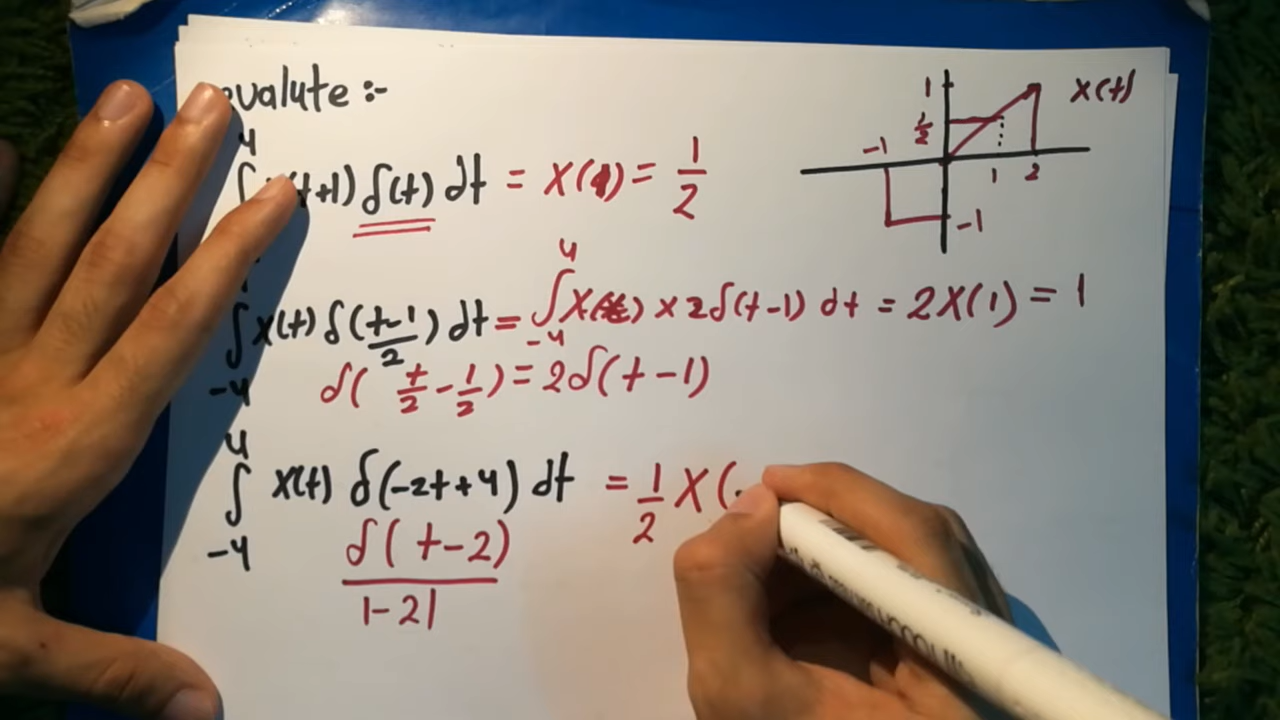 evalute :-
∫ x(t+1) δ(t) dt = X(1) = 1/2
4
∫ x(t) δ(t-1/2) dt = ∫ X(t) x 2δ(t-1) dt = 2X(1) = 1
-4 4 -4
δ( t/2 - 1/2 ) = 2δ(t-1)
∫ x(t) δ(-2t+4) dt = 1/2 X(
4 -4
δ(t-2)
|-2|
1 X(t)
1/2
-1 1 2
-1